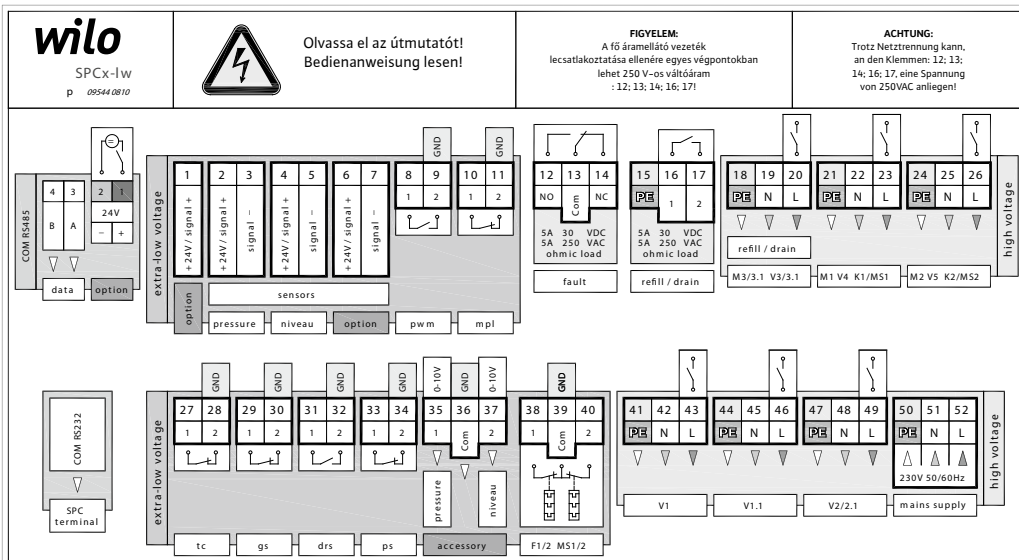 wilo
SPCx-lw
p 09544 0810
Olvassa el az útmutatót!
Bedienanweisung lesen!
FIGYELEM:
A fő áramellátó vezeték
lecsatlakoztatása ellenére egyes végpontokban
lehet 250 V-os váltóáram
: 12; 13; 14; 16; 17!
ACHTUNG:
Trotz Netztrennung kann,
an den Klemmen: 12; 13;
14; 16; 17, eine Spannung
von 250VAC anliegen!
COM RS485
4 3
B A
data
2 1
24V
- +
option
extra-low voltage
GND GND
1 2 3 4 5 6 7 8 9 10 11
+24V / signal +
+24V / signal +
signal -
+24V / signal +
signal -
+24V / signal +
signal -
1 2 1 2
option
sensors
pressure niveau option pwm mpl
12 13 14
NO Com NC
5A 30 VDC
5A 250 VAC
ohmic load
fault
15 16 17
PE 1 2
5A 30 VDC
5A 250 VAC
ohmic load
refill / drain
18 19 20 21 22 23 24 25 26
PE N L PE N L PE N L
refill / drain
M3/3.1 V3/3.1 M1 V4 K1/MS1 M2 V5 K2/MS2
high voltage
COM RS232
SPC
terminal
extra-low voltage
GND GND GND GND 0-10V GND 0-10V GND
27 28 29 30 31 32 33 34 35 36 37 38 39 40
1 2 1 2 1 2 1 2 1 Com 2 1 Com 2
pressure niveau
tc gs drs ps accessory F1/2 MS1/2
41 42 43 44 45 46 47 48 49 50 51 52
PE N L PE N L PE N L PE N L
230V 50/60Hz
V1 V1.1 V2/2.1 mains supply
high voltage